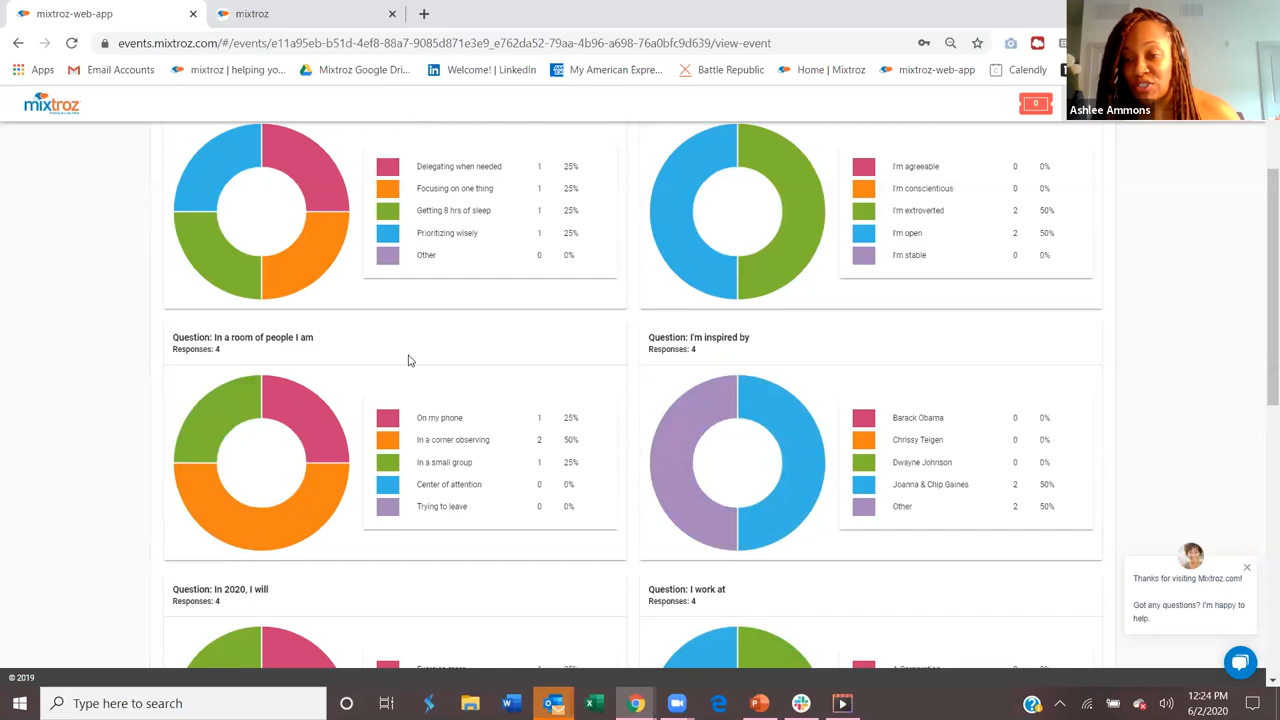 mixtroz-web-app
mixtroz
events.mixtroz.com/#/events/e11a95eb-b51d-4bf8-88a7-9085d871e3e9_e762da52-79aa-4b96-a698-76a0bfc9d639/view-event
Apps
Email Accounts
mixtroz | helping yo...
Mixtroz Google Dri...
Welcome! | LinkedIn
My American Expre...
Battle Republic
Home | Mixtroz
mixtroz-web-app
Calendly
Ashlee Ammons
mixtroz
0
Delegating when needed 1 25%
Focusing on one thing 1 25%
Getting 8 hrs of sleep 1 25%
Prioritizing wisely 1 25%
Other 0 0%
I'm agreeable 0 0%
I'm conscientious 0 0%
I'm extroverted 2 50%
I'm open 2 50%
I'm stable 0 0%
Question: In a room of people I am
Responses: 4
On my phone 1 25%
In a corner observing 2 50%
In a small group 1 25%
Center of attention 0 0%
Trying to leave 0 0%
Question: I'm inspired by
Responses: 4
Barack Obama 0 0%
Chrissy Teigen 0 0%
Dwayne Johnson 0 0%
Joanna & Chip Gaines 2 50%
Other 2 50%
Question: In 2020, I will
Responses: 4
Question: I work at
Responses: 4
Thanks for visiting Mixtroz.com!
Got any questions? I'm happy to
help.
© 2019
Type here to search
12:24 PM
6/2/2020